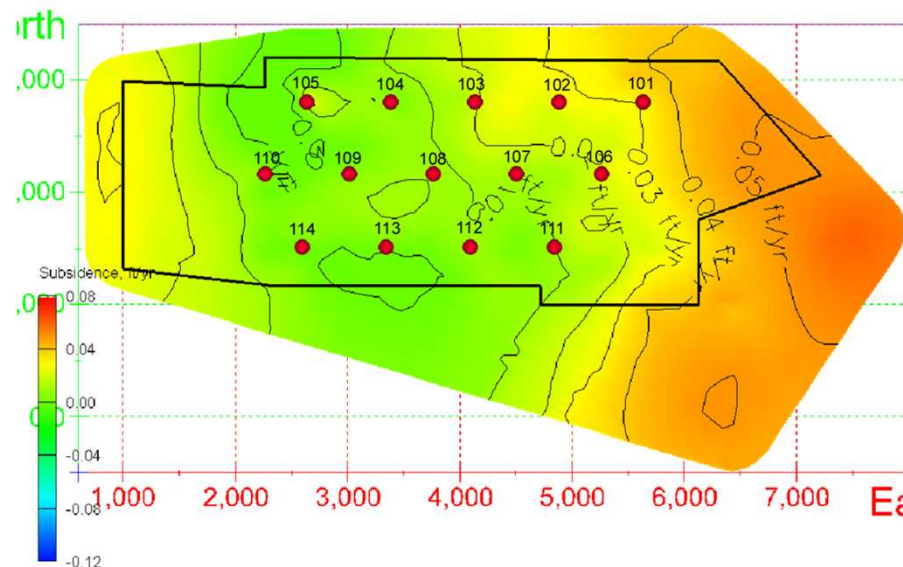 orth
,000
105 104 103 102 101
110 109 108 107 106
,000
114 113 112 111
Subsidence, ft/yr
0.08
0.04
0.00
-0.04
-0.08
-0.12
,000
0.03 ft/yr
0.04 ft/yr
0.05 ft/yr
1,000 2,000 3,000 4,000 5,000 6,000 7,000
Ea